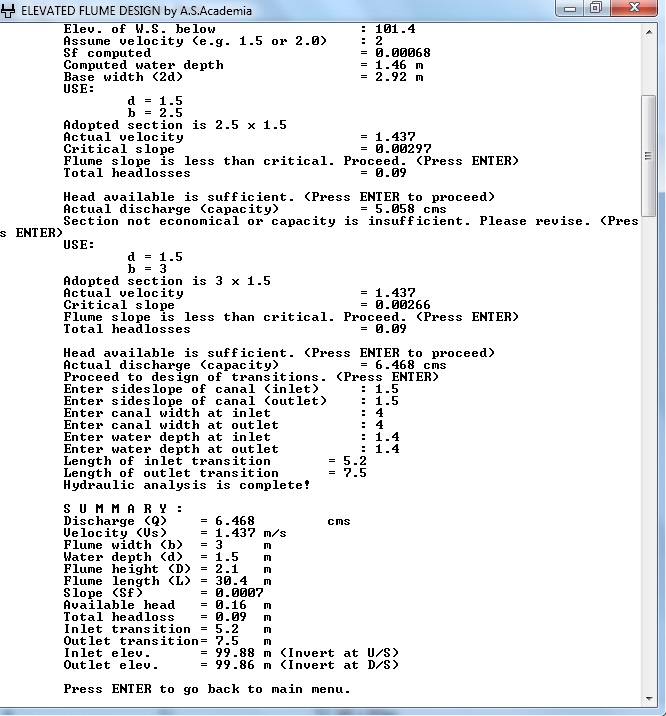 ELEVATED FLUME DESIGN by A.S.Academia
Elev. of W.S. below : 101.4
Assume velocity (e.g. 1.5 or 2.0) : 2
Sf computed = 0.00068
Computed water depth = 1.46 m
Base width (2d) = 2.92 m
USE:
d = 1.5
b = 2.5
Adopted section is 2.5 x 1.5
Actual velocity = 1.437
Critical slope = 0.00297
Flume slope is less than critical. Proceed. (Press ENTER)
Total headlosses = 0.09
Head available is sufficient. (Press ENTER to proceed)
Actual discharge (capacity) = 5.058 cms
Section not economical or capacity is insufficient. Please revise. (Pres
s ENTER)
USE:
d = 1.5
b = 3
Adopted section is 3 x 1.5
Actual velocity = 1.437
Critical slope = 0.00266
Flume slope is less than critical. Proceed. (Press ENTER)
Total headlosses = 0.09
Head available is sufficient. (Press ENTER to proceed)
Actual discharge (capacity) = 6.468 cms
Proceed to design of transitions. (Press ENTER)
Enter sideslope of canal (inlet) : 1.5
Enter sideslope of canal (outlet) : 1.5
Enter canal width at inlet : 4
Enter canal width at outlet : 4
Enter water depth at inlet : 1.4
Enter water depth at outlet : 1.4
Length of inlet transition = 5.2
Length of outlet transition = 7.5
Hydraulic analysis is complete!
S U M M A R Y :
Discharge (Q) = 6.468 cms
Velocity (Vs) = 1.437 m/s
Flume width (b) = 3 m
Water depth (d) = 1.5 m
Flume height (D) = 2.1 m
Flume length (L) = 30.4 m
Slope (Sf) = 0.0007
Available head = 0.16 m
Total headloss = 0.09 m
Inlet transition = 5.2 m
Outlet transition= 7.5 m
Inlet elev. = 99.88 m (Invert at U/S)
Outlet elev. = 99.86 m (Invert at D/S)
Press ENTER to go back to main menu.